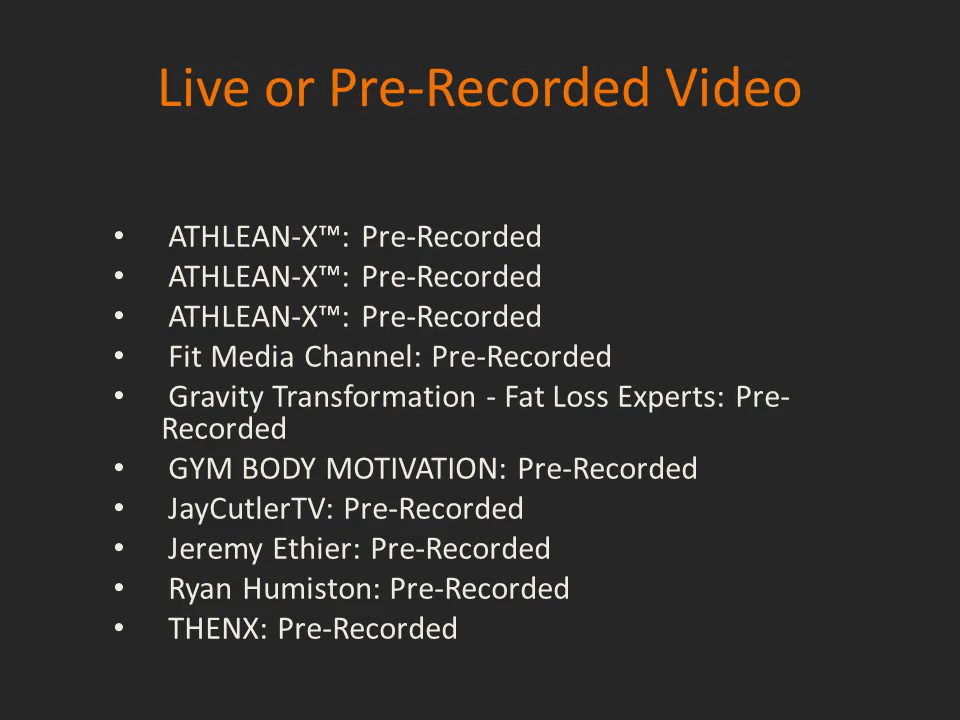 Live or Pre-Recorded Video
• ATHLEAN-X™: Pre-Recorded
• ATHLEAN-X™: Pre-Recorded
• ATHLEAN-X™: Pre-Recorded
• Fit Media Channel: Pre-Recorded
• Gravity Transformation - Fat Loss Experts: Pre-
Recorded
• GYM BODY MOTIVATION: Pre-Recorded
• JayCutlerTV: Pre-Recorded
• Jeremy Ethier: Pre-Recorded
• Ryan Humiston: Pre-Recorded
• THENX: Pre-Recorded